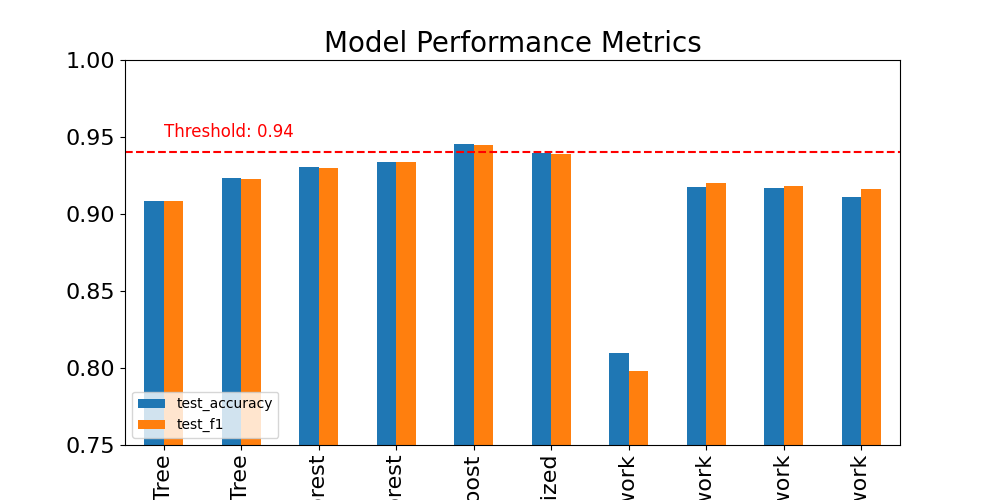 Model Performance Metrics
1.00
0.95
0.90
0.85
0.80
0.75
Threshold: 0.94
test_accuracy
test_f1
Tree
Tree
rest
rest
oost
ized
work
work
work
work